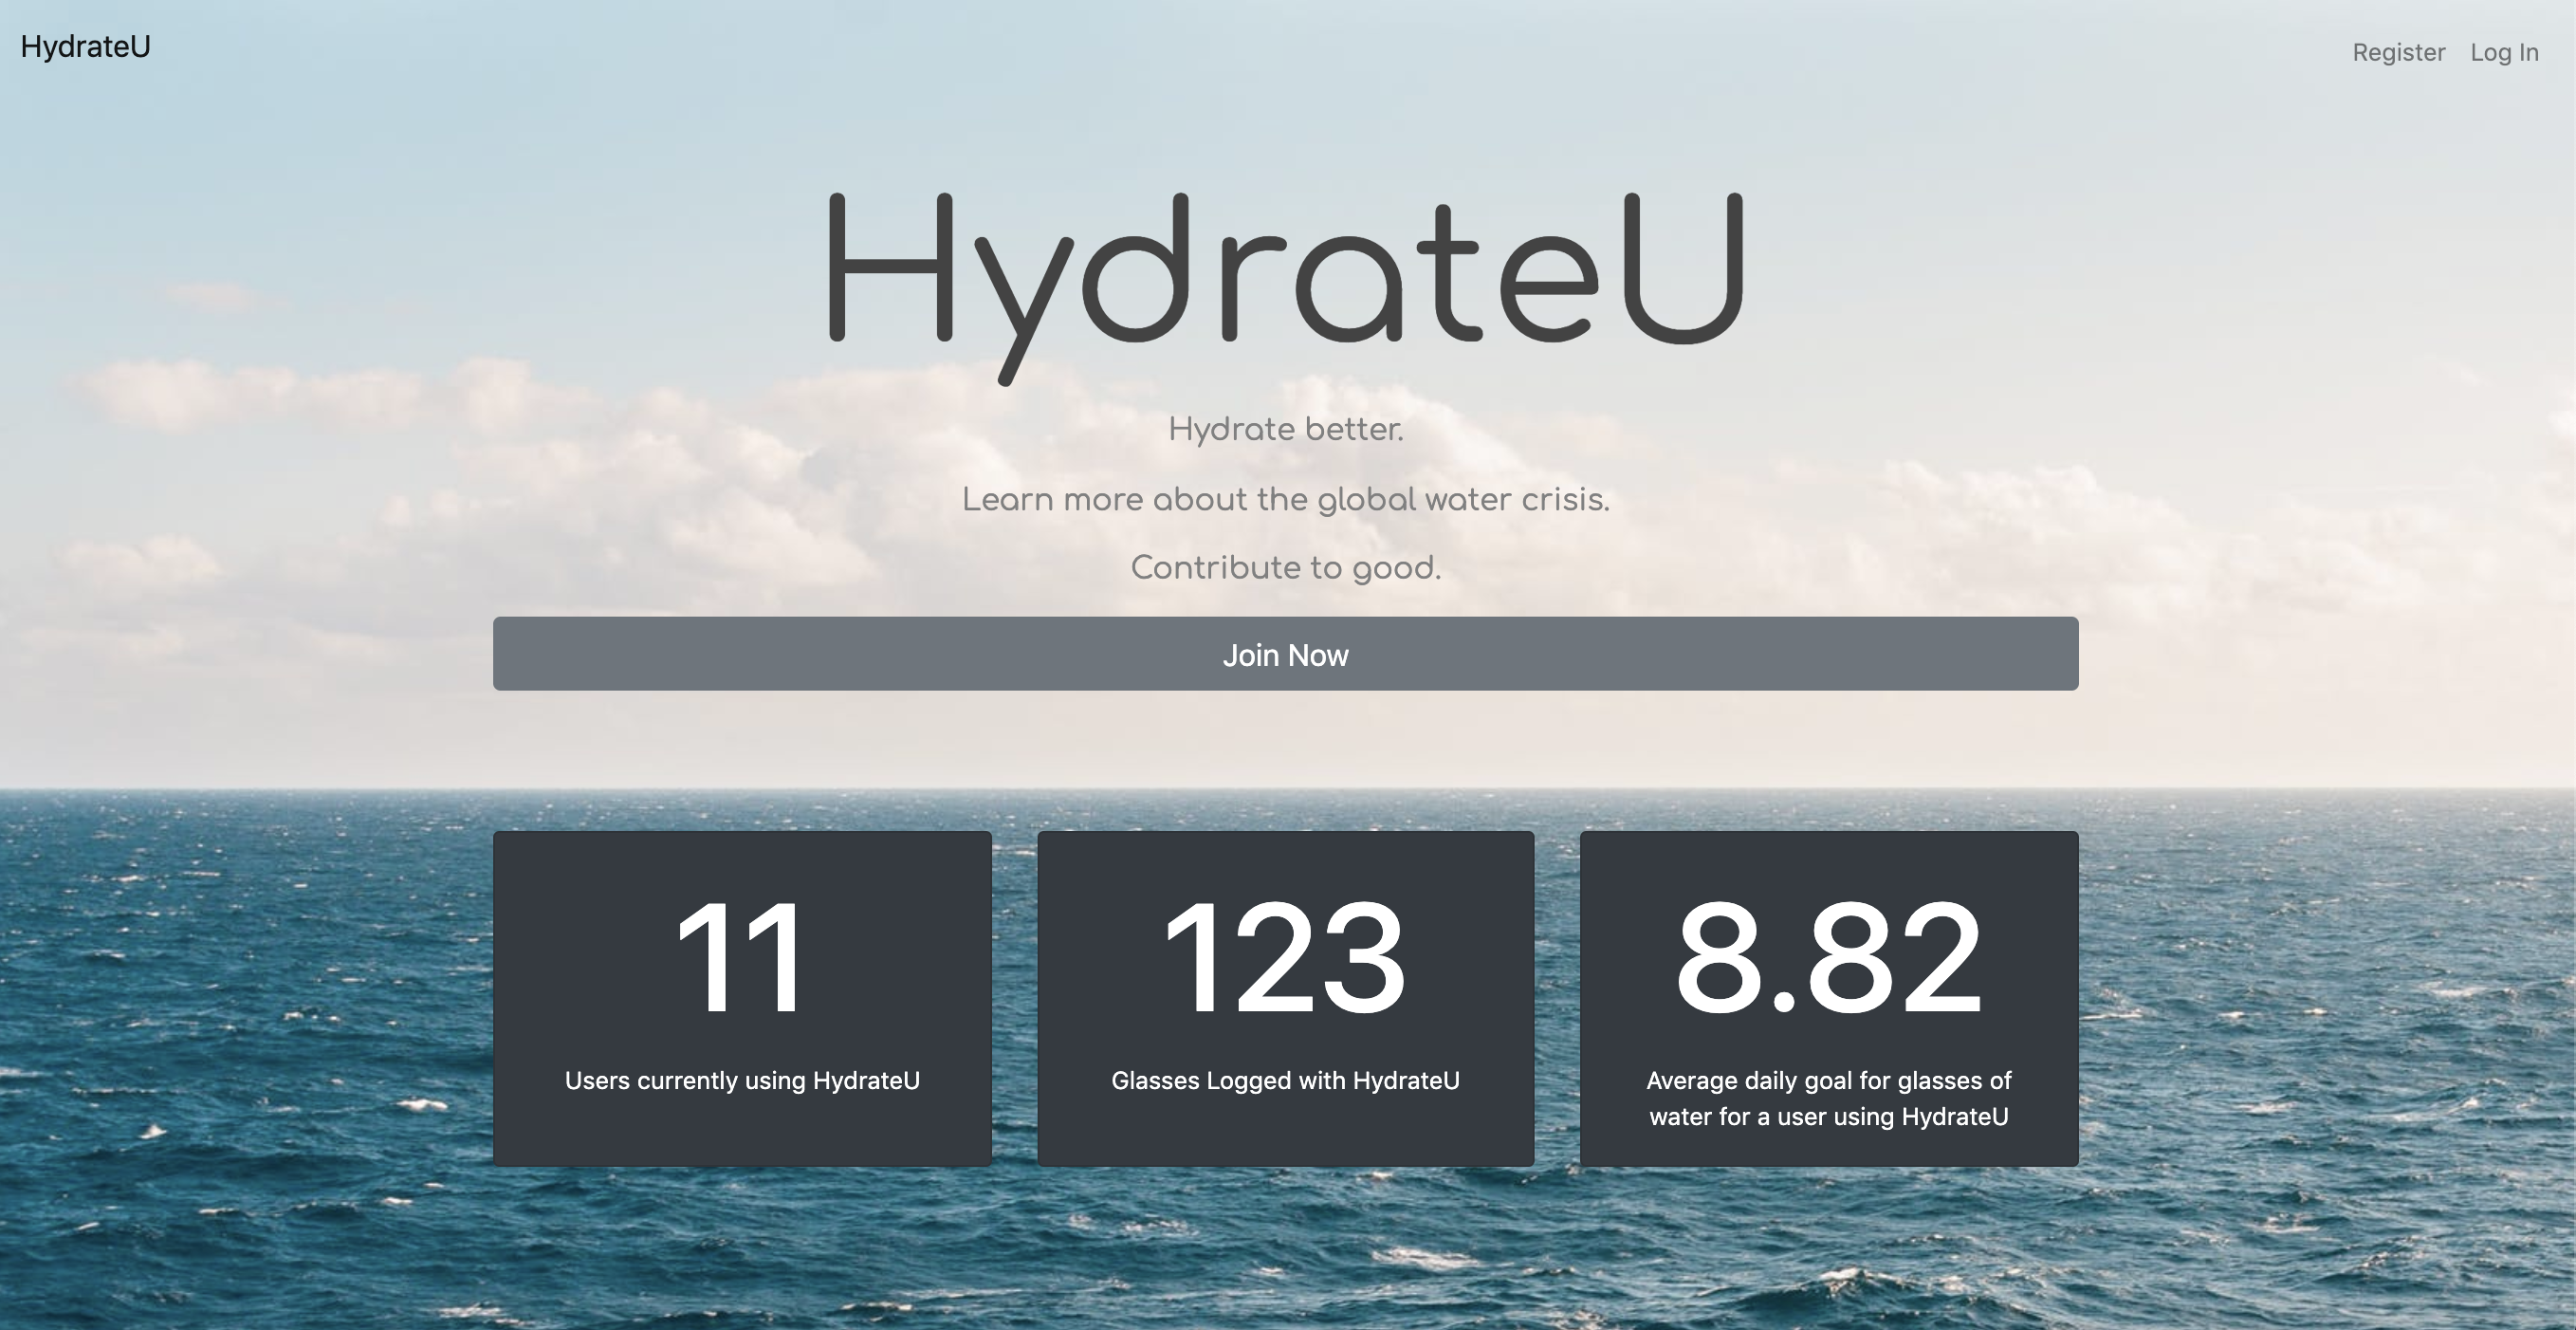 HydrateU
Register
Log In
HydrateU
Hydrate better.
Learn more about the global water crisis.
Contribute to good.
Join Now
11
Users currently using HydrateU
123
Glasses Logged with HydrateU
8.82
Average daily goal for glasses of
water for a user using HydrateU